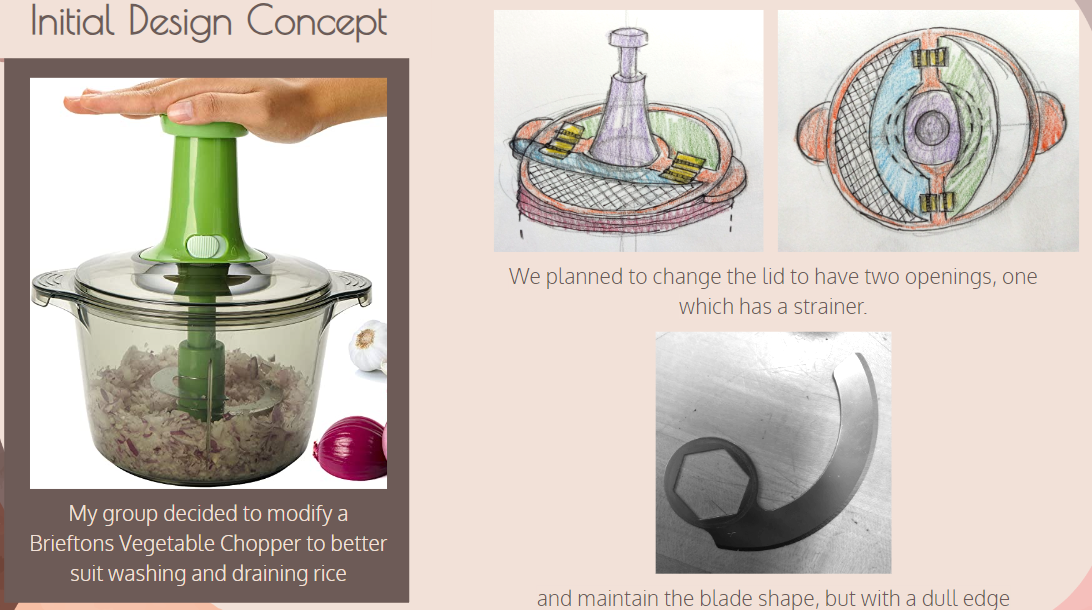 Initial Design Concept
My group decided to modify a
Brieftons Vegetable Chopper to better
suit washing and draining rice
We planned to change the lid to have two openings, one
which has a strainer.
and maintain the blade shape, but with a dull edge